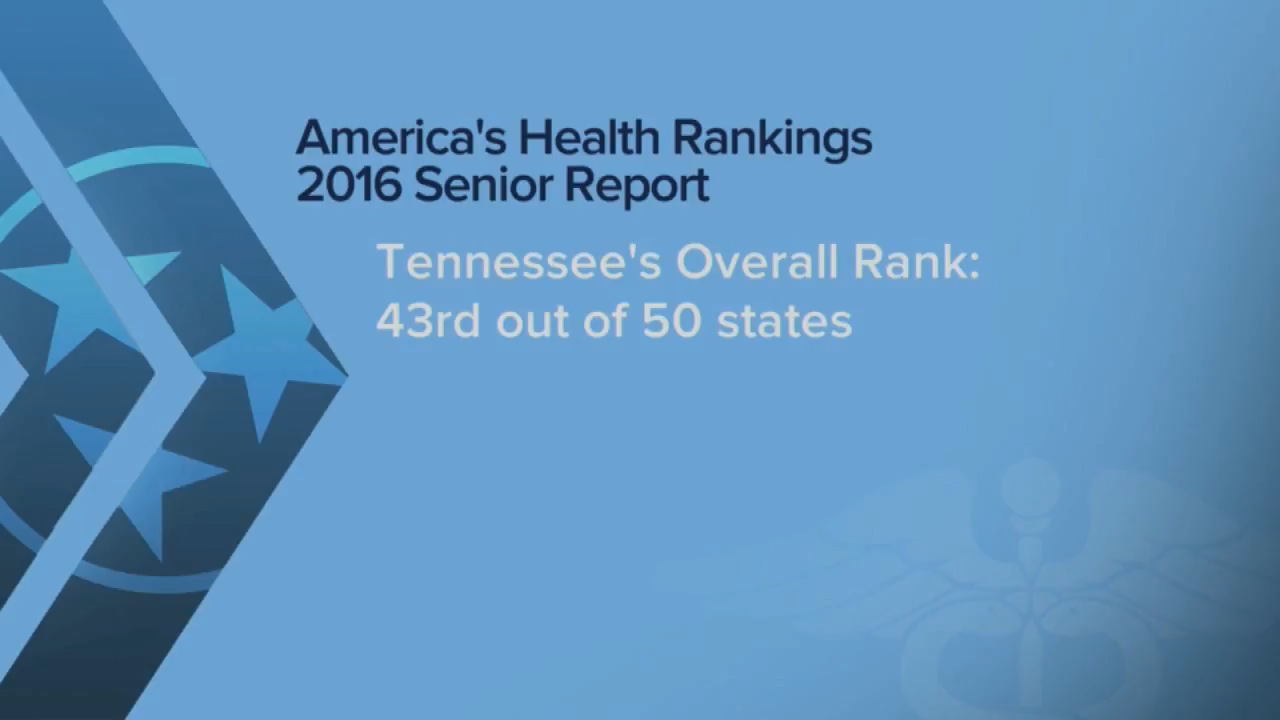 America's Health Rankings
2016 Senior Report
Tennessee's Overall Rank:
43rd out of 50 states